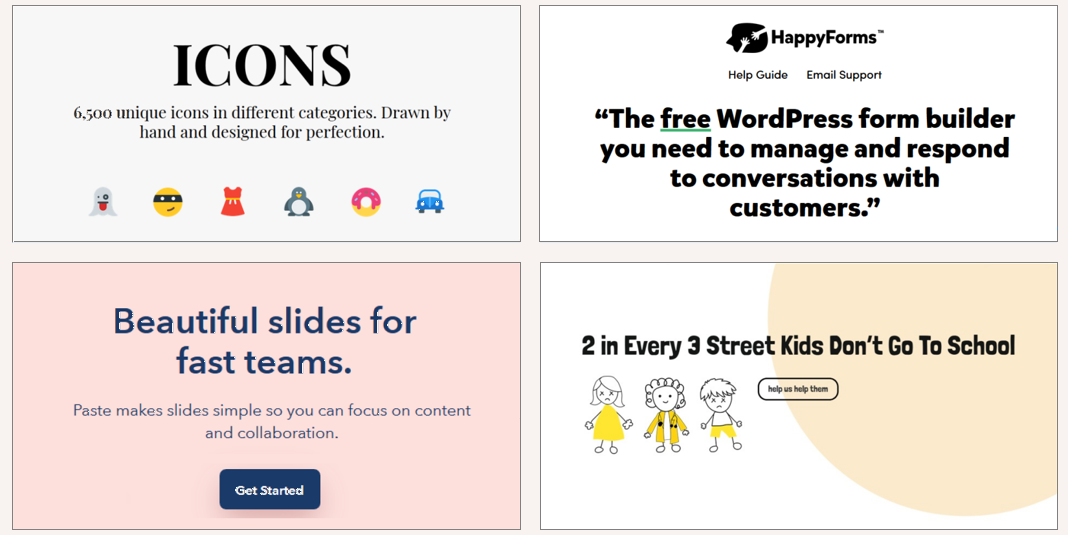 ICONS
6,500 unique icons in different categories. Drawn by
hand and designed for perfection.
HappyForms™
Help Guide Email Support
“The free WordPress form builder
you need to manage and respond
to conversations with
customers.”
Beautiful slides for
fast teams.
Paste makes slides simple so you can focus on content
and collaboration.
Get Started
2 in Every 3 Street Kids Don’t Go To School
help us help them